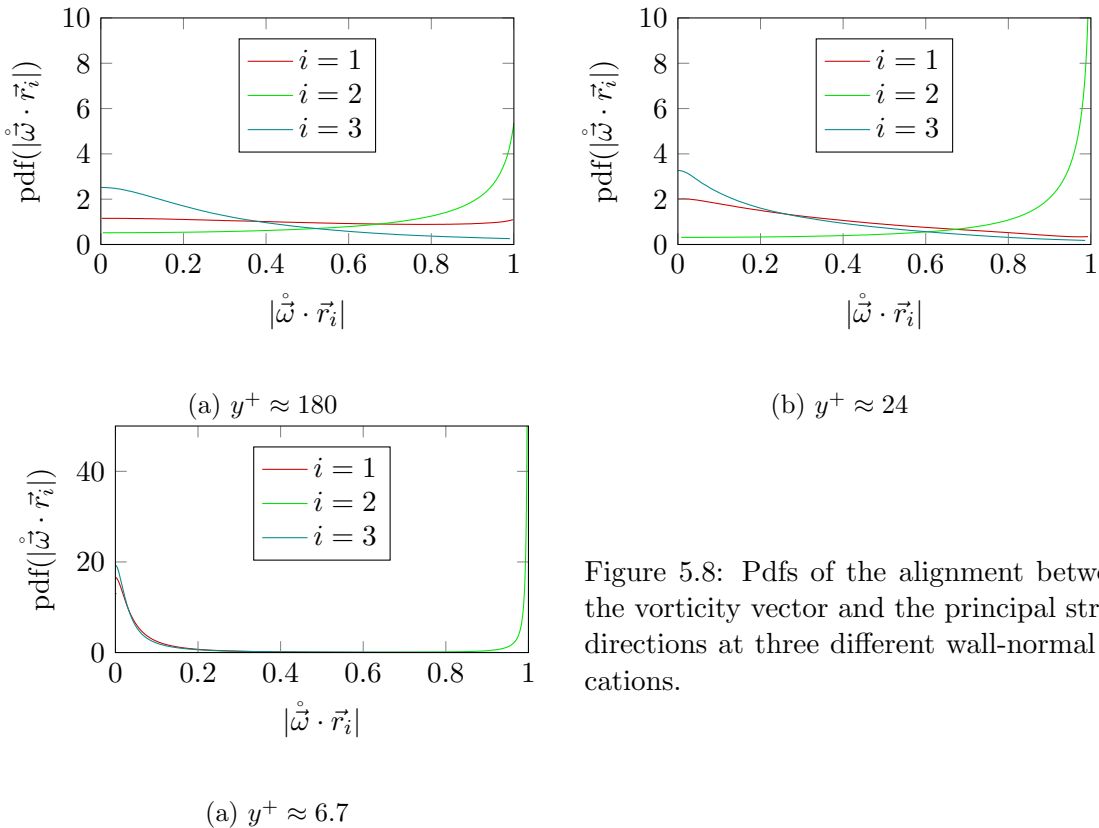 10
8
6
4
2
0
pdf(|ω⃗̊ · r⃗ᵢ|)
i = 1
i = 2
i = 3
0 0.2 0.4 0.6 0.8 1
|ω⃗̊ · r⃗ᵢ|
(a) y⁺ ≈ 180
10
8
6
4
2
0
pdf(|ω⃗̊ · r⃗ᵢ|)
i = 1
i = 2
i = 3
0 0.2 0.4 0.6 0.8 1
|ω⃗̊ · r⃗ᵢ|
(b) y⁺ ≈ 24
40
20
0
pdf(|ω⃗̊ · r⃗ᵢ|)
i = 1
i = 2
i = 3
0 0.2 0.4 0.6 0.8 1
|ω⃗̊ · r⃗ᵢ|
(a) y⁺ ≈ 6.7
Figure 5.8: Pdfs of the alignment betwe
the vorticity vector and the principal str
directions at three different wall-normal
cations.